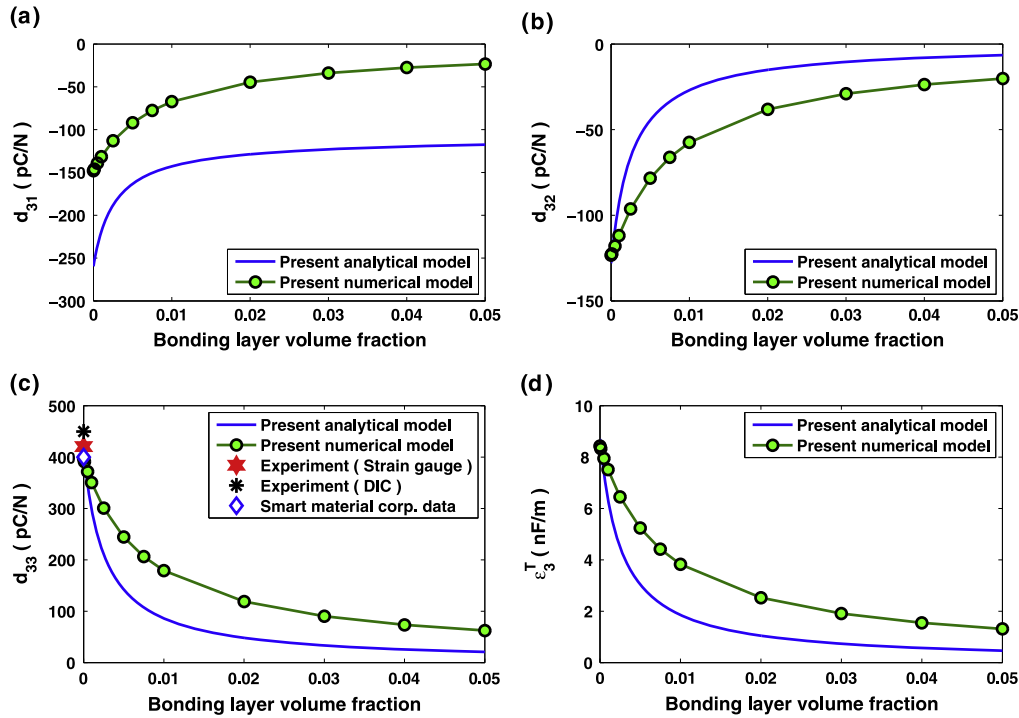 (a)
0
−50
−100
−150
−200
−250
−300
d31 ( pC/N )
0 0.01 0.02 0.03 0.04 0.05
Bonding layer volume fraction
Present analytical model
Present numerical model
(b)
0
−50
−100
−150
d32 ( pC/N )
0 0.01 0.02 0.03 0.04 0.05
Bonding layer volume fraction
Present analytical model
Present numerical model
(c)
500
400
300
200
100
0
d33 ( pC/N )
0 0.01 0.02 0.03 0.04 0.05
Bonding layer volume fraction
Present analytical model
Present numerical model
Experiment ( Strain gauge )
Experiment ( DIC )
Smart material corp. data
(d)
10
8
6
4
2
0
ε3T ( nF/m )
0 0.01 0.02 0.03 0.04 0.05
Bonding layer volume fraction
Present analytical model
Present numerical model